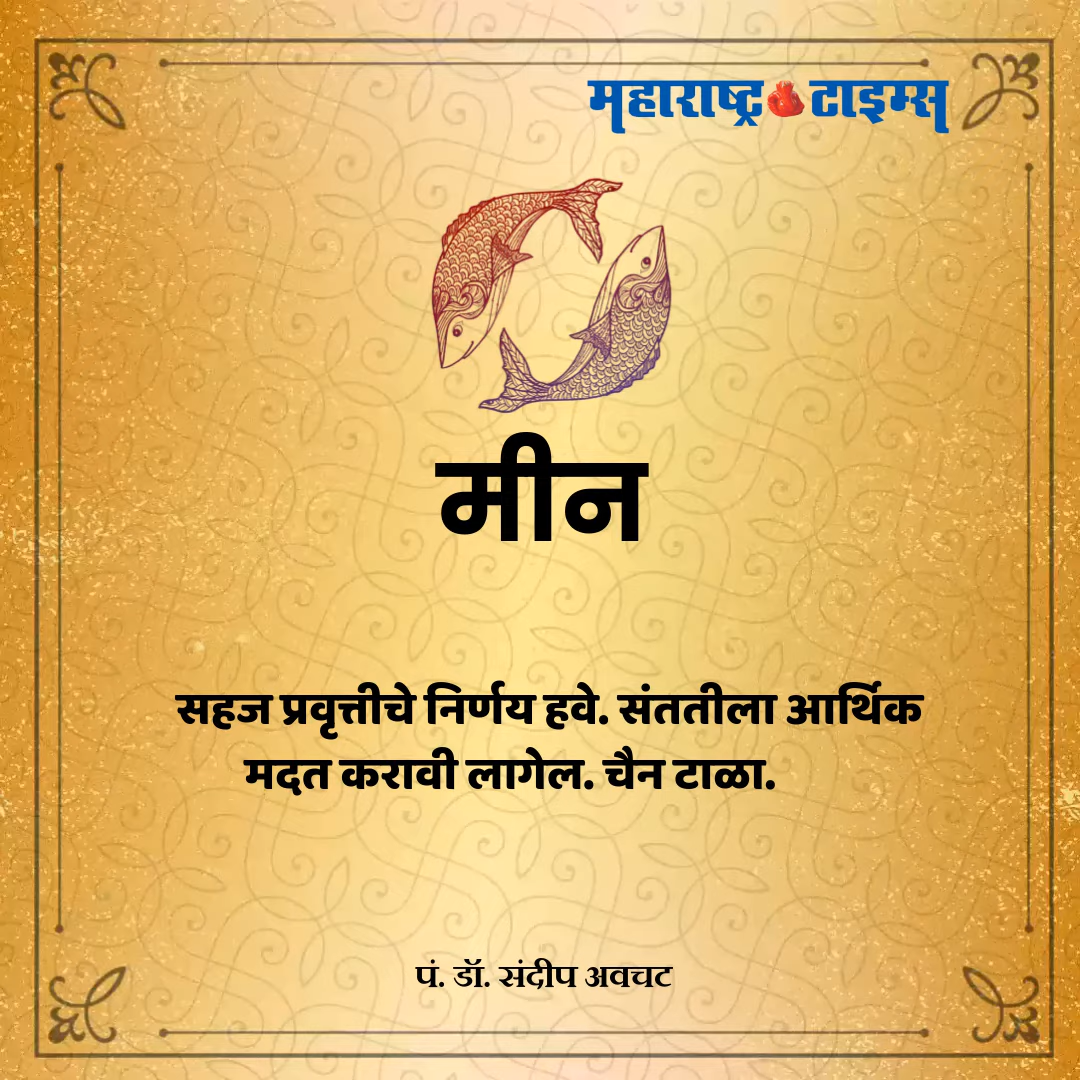 महाराष्ट्र टाइम्स
मीन
सहज प्रवृत्तीचे निर्णय हवे. संततीला आर्थिक
मदत करावी लागेल. चैन टाळा.
पं. डॉ. संदीप अवचट